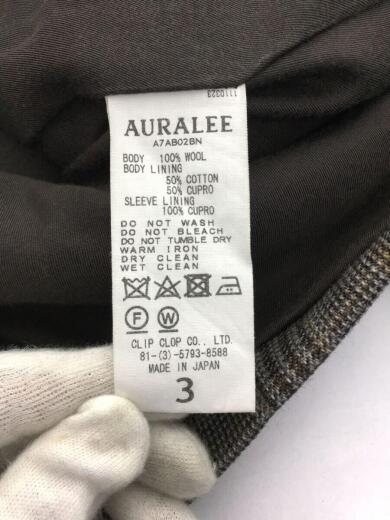 1110323
AURALEE
A7AB02BN
BODY 100% WOOL
BODY LINING
50% COTTON
50% CUPRO
SLEEVE LINING
100% CUPRO
DO NOT WASH
DO NOT BLEACH
DO NOT TUMBLE DRY
WARM IRON
DRY CLEAN
WET CLEAN
F W
CLIP CLOP CO., LTD.
81-(3)-5793-8588
MADE IN JAPAN
3